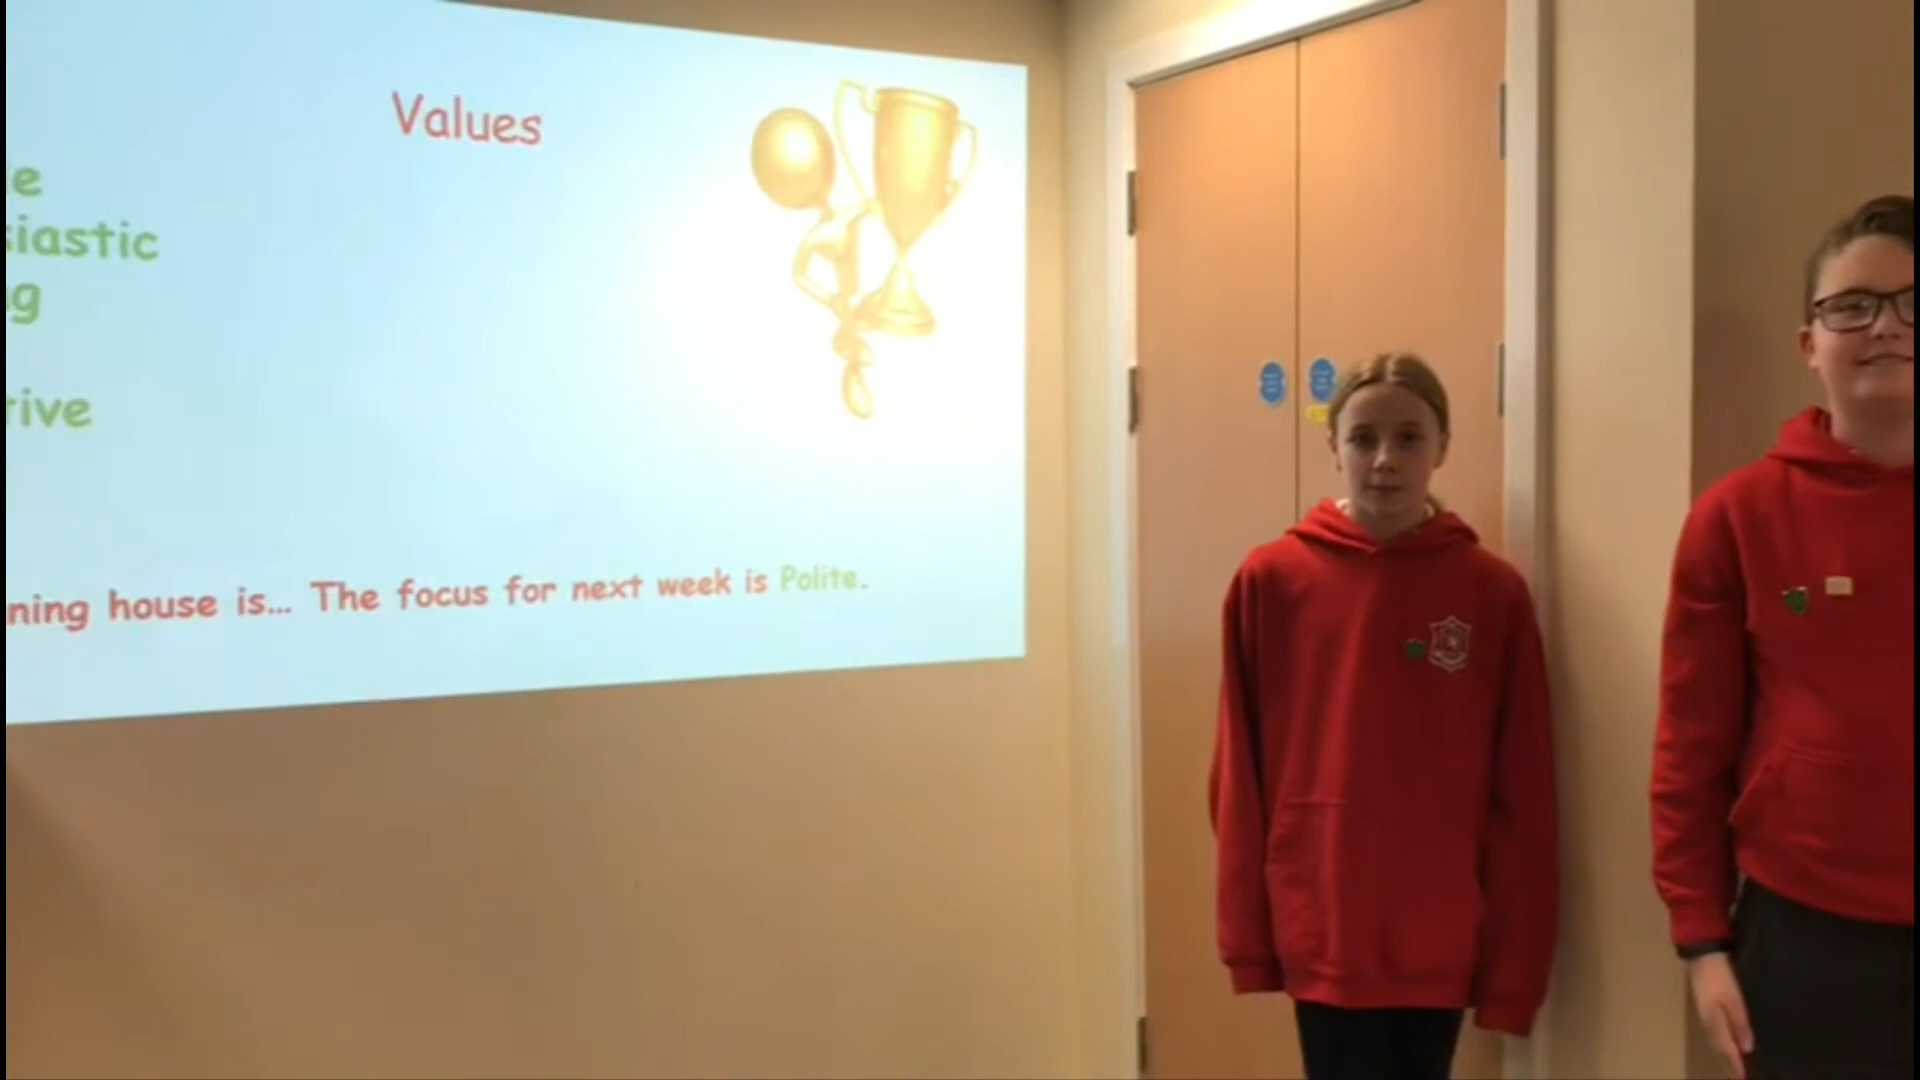 Values
e
siastic
g
tive
ning house is... The focus for next week is Polite.